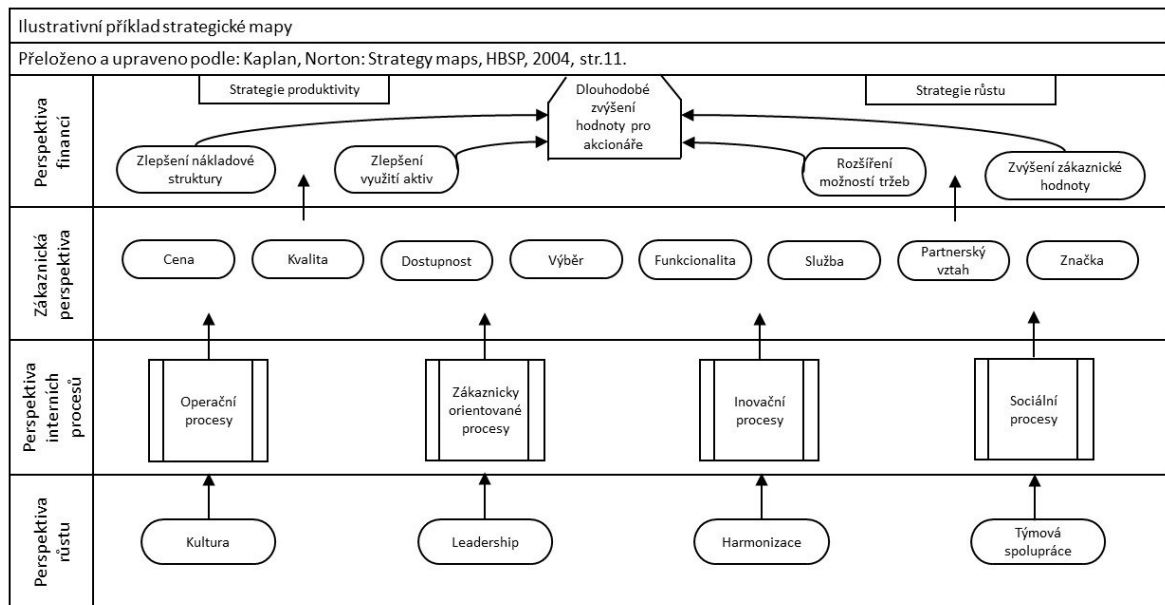 Ilustrativní příklad strategické mapy
Přeloženo a upraveno podle: Kaplan, Norton: Strategy maps, HBSP, 2004, str.11.
Perspektiva
financí
Strategie produktivity
Dlouhodobé
zvýšení
hodnoty pro
akcionáře
Strategie růstu
Zlepšení nákladové
struktury
Zlepšení
využití aktiv
Rozšíření
možností tržeb
Zvýšení zákaznické
hodnoty
Zákaznická
perspektiva
Cena
Kvalita
Dostupnost
Výběr
Funkcionalita
Služba
Partnerský
vztah
Značka
Perspektiva
interních
procesů
Operační
procesy
Zákaznicky
orientované
procesy
Inovační
procesy
Sociální
procesy
Perspektiva
růstu
Kultura
Leadership
Harmonizace
Týmová
spolupráce